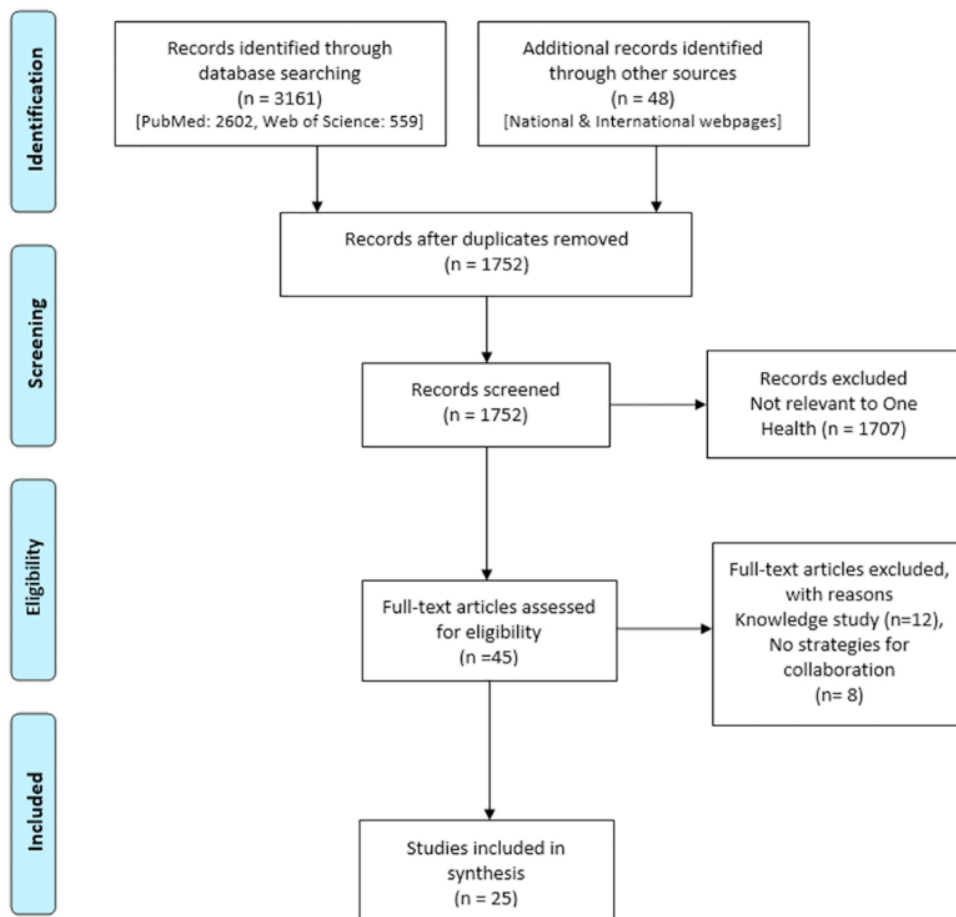 Identification
Records identified through
database searching
(n = 3161)
[PubMed: 2602, Web of Science: 559]
Additional records identified
through other sources
(n = 48)
[National & International webpages]
Records after duplicates removed
(n = 1752)
Screening
Records screened
(n = 1752)
Records excluded
Not relevant to One
Health (n = 1707)
Eligibility
Full-text articles assessed
for eligibility
(n =45)
Full-text articles excluded,
with reasons
Knowledge study (n=12),
No strategies for
collaboration
(n= 8)
Included
Studies included in
synthesis
(n = 25)